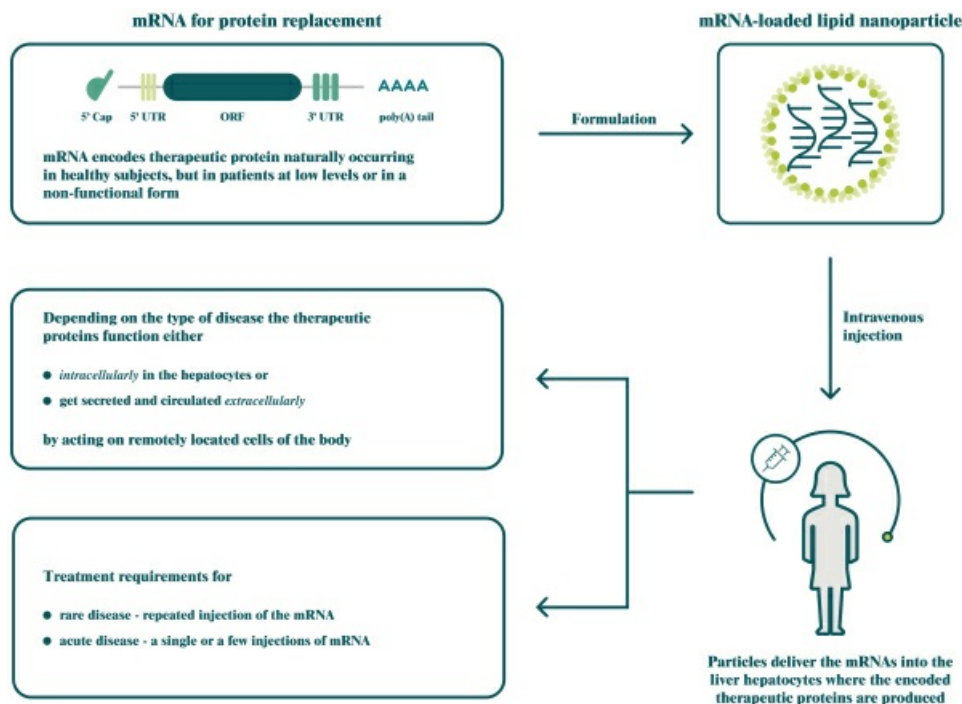 mRNA for protein replacement
mRNA-loaded lipid nanoparticle
AAAA
5' Cap
5' UTR
ORF
3' UTR
poly(A) tail
mRNA encodes therapeutic protein naturally occurring
in healthy subjects, but in patients at low levels or in a
non-functional form
Formulation
Intravenous
injection
Depending on the type of disease the therapeutic
proteins function either
intracellularly in the hepatocytes or
get secreted and circulated extracellularly
by acting on remotely located cells of the body
Treatment requirements for
rare disease - repeated injection of the mRNA
acute disease - a single or a few injections of mRNA
Particles deliver the mRNAs into the
liver hepatocytes where the encoded
therapeutic proteins are produced